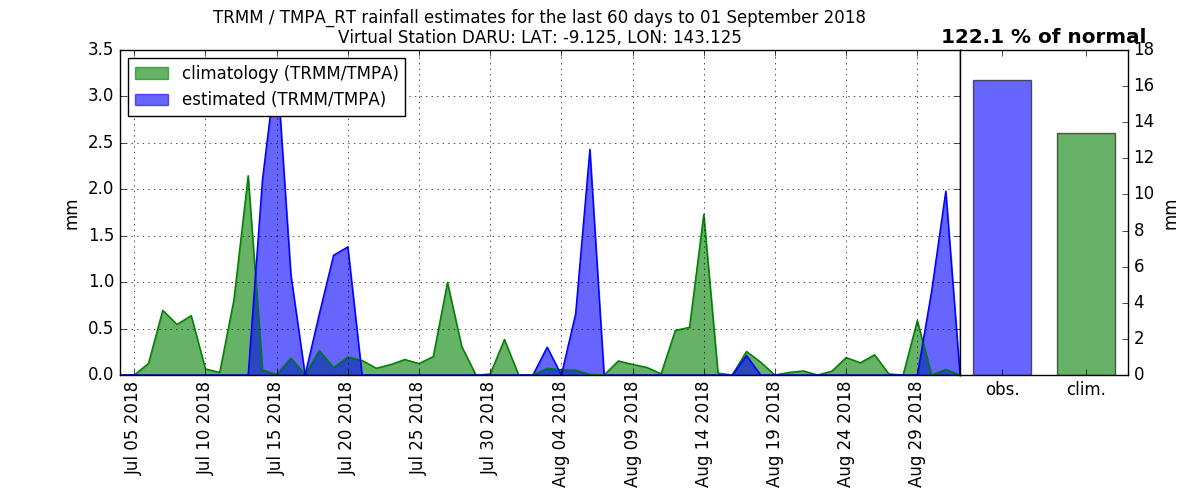 TRMM / TMPA_RT rainfall estimates for the last 60 days to 01 September 2018
Virtual Station DARU: LAT: -9.125, LON: 143.125
122.1 % of normal
climatology (TRMM/TMPA)
estimated (TRMM/TMPA)
mm
3.5
3.0
2.5
2.0
1.5
1.0
0.5
0.0
Jul 05 2018
Jul 10 2018
Jul 15 2018
Jul 20 2018
Jul 25 2018
Jul 30 2018
Aug 04 2018
Aug 09 2018
Aug 14 2018
Aug 19 2018
Aug 24 2018
Aug 29 2018
obs.
clim.
18
16
14
12
10
8
6
4
2
0
mm